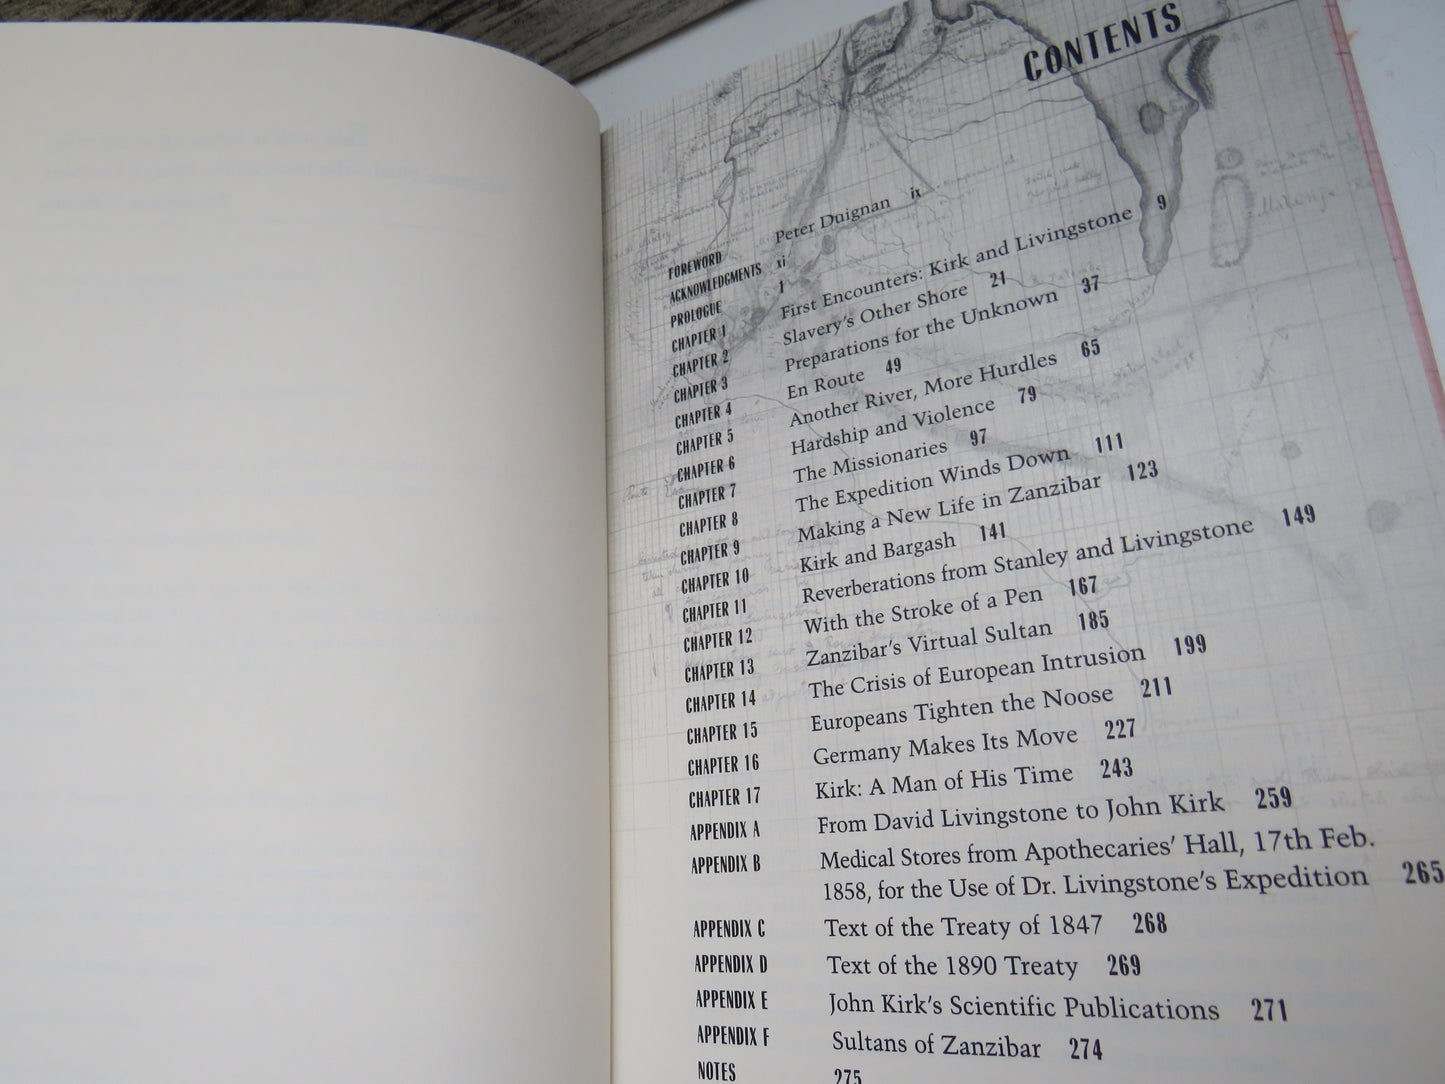 CONTENTS
FOREWORD Peter Duignan ix
ACKNOWLEDGMENTS xi
PROLOGUE 1
CHAPTER 1 First Encounters: Kirk and Livingstone 9
CHAPTER 2 Slavery's Other Shore 21
CHAPTER 3 Preparations for the Unknown 37
CHAPTER 4 En Route 49
CHAPTER 5 Another River, More Hurdles 65
CHAPTER 6 Hardship and Violence 79
CHAPTER 7 The Missionaries 97
CHAPTER 8 The Expedition Winds Down 111
CHAPTER 9 Making a New Life in Zanzibar 123
CHAPTER 10 Kirk and Bargash 141
CHAPTER 11 Reverberations from Stanley and Livingstone 149
CHAPTER 12 With the Stroke of a Pen 167
CHAPTER 13 Zanzibar's Virtual Sultan 185
CHAPTER 14 The Crisis of European Intrusion 199
CHAPTER 15 Europeans Tighten the Noose 211
CHAPTER 16 Germany Makes Its Move 227
CHAPTER 17 Kirk: A Man of His Time 243
APPENDIX A From David Livingstone to John Kirk 259
APPENDIX B Medical Stores from Apothecaries' Hall, 17th Feb.
1858, for the Use of Dr. Livingstone's Expedition 265
APPENDIX C Text of the Treaty of 1847 268
APPENDIX D Text of the 1890 Treaty 269
APPENDIX E John Kirk's Scientific Publications 271
APPENDIX F Sultans of Zanzibar 274
NOTES 275